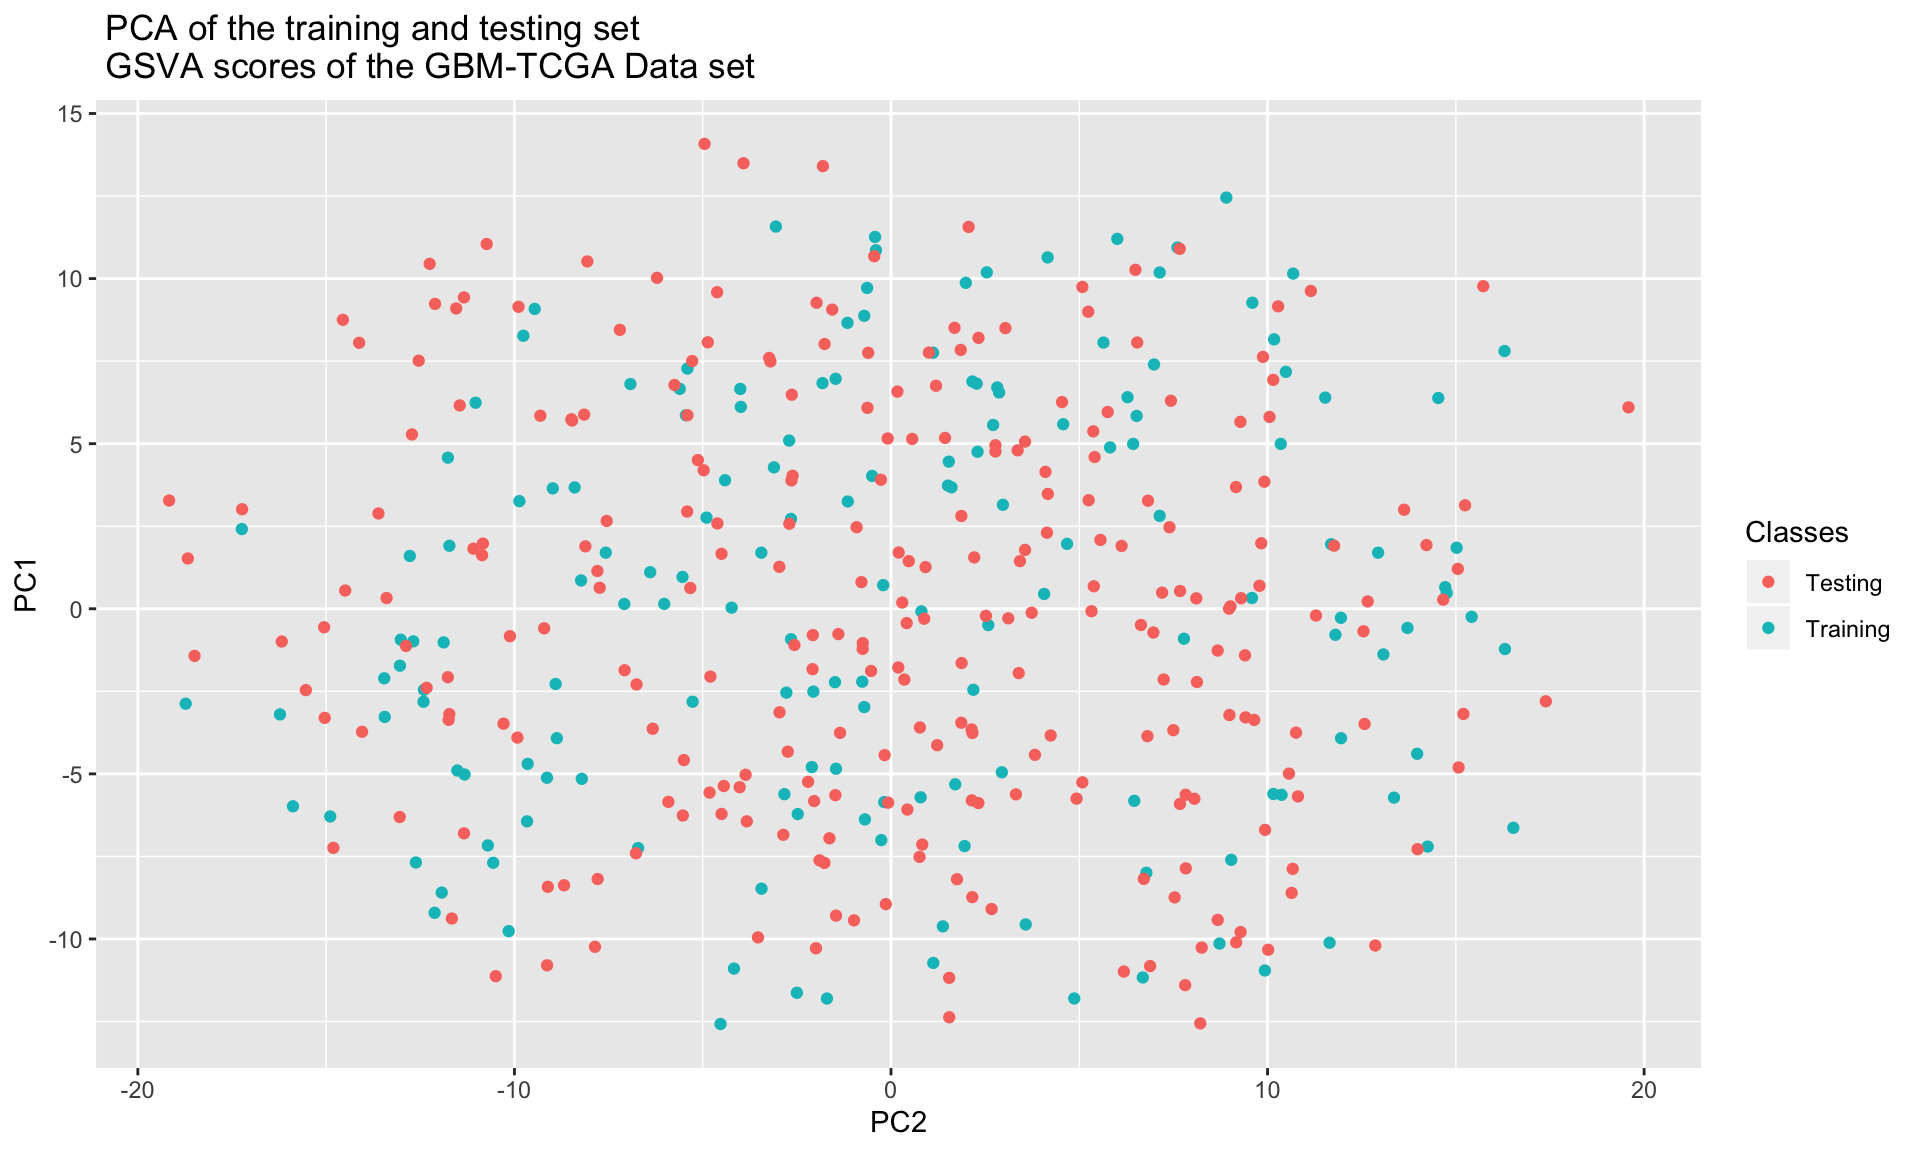 PCA of the training and testing set
GSVA scores of the GBM-TCGA Data set
15
10
5
0
-5
-10
PC1
-20
-10
0
10
20
PC2
Classes
Testing
Training